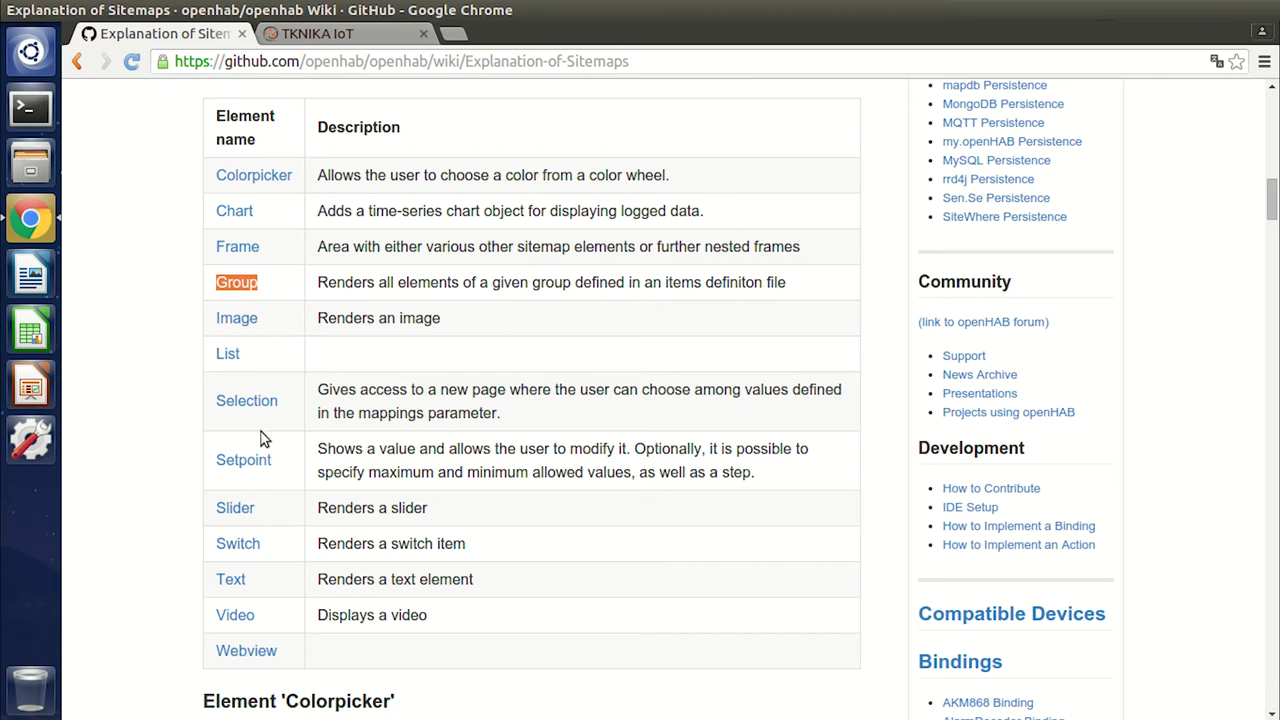 Explanation of Sitemaps · openhab/openhab Wiki · GitHub - Google Chrome
Explanation of Sitem
TKNIKA IoT
https://github.com/openhab/openhab/wiki/Explanation-of-Sitemaps
Element
name
Description
Colorpicker
Allows the user to choose a color from a color wheel.
Chart
Adds a time-series chart object for displaying logged data.
Frame
Area with either various other sitemap elements or further nested frames
Group
Renders all elements of a given group defined in an items definiton file
Image
Renders an image
List
Selection
Gives access to a new page where the user can choose among values defined
in the mappings parameter.
Setpoint
Shows a value and allows the user to modify it. Optionally, it is possible to
specify maximum and minimum allowed values, as well as a step.
Slider
Renders a slider
Switch
Renders a switch item
Text
Renders a text element
Video
Displays a video
Webview
Element 'Colorpicker'
mapdb Persistence
MongoDB Persistence
MQTT Persistence
my.openHAB Persistence
MySQL Persistence
rrd4j Persistence
Sen.Se Persistence
SiteWhere Persistence
Community
(link to openHAB forum)
Support
News Archive
Presentations
Projects using openHAB
Development
How to Contribute
IDE Setup
How to Implement a Binding
How to Implement an Action
Compatible Devices
Bindings
AKM868 Binding
AlarmDecoder Binding